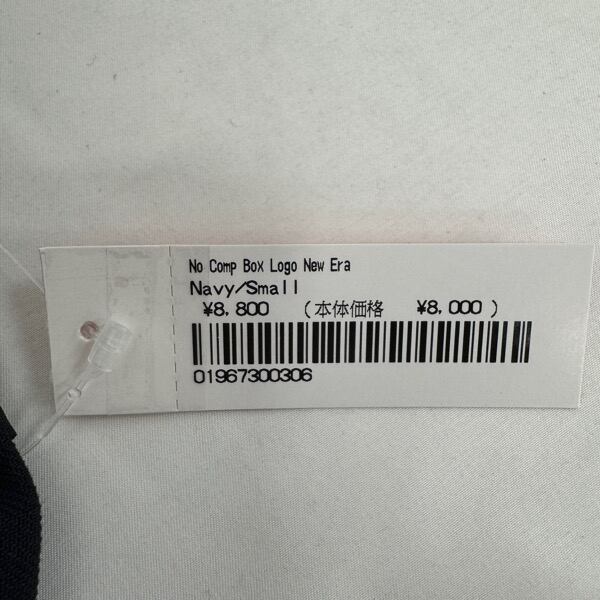 No Comp Box Logo New Era
Navy/Small
¥8,800 (本体価格 ¥8,000)
01967300306